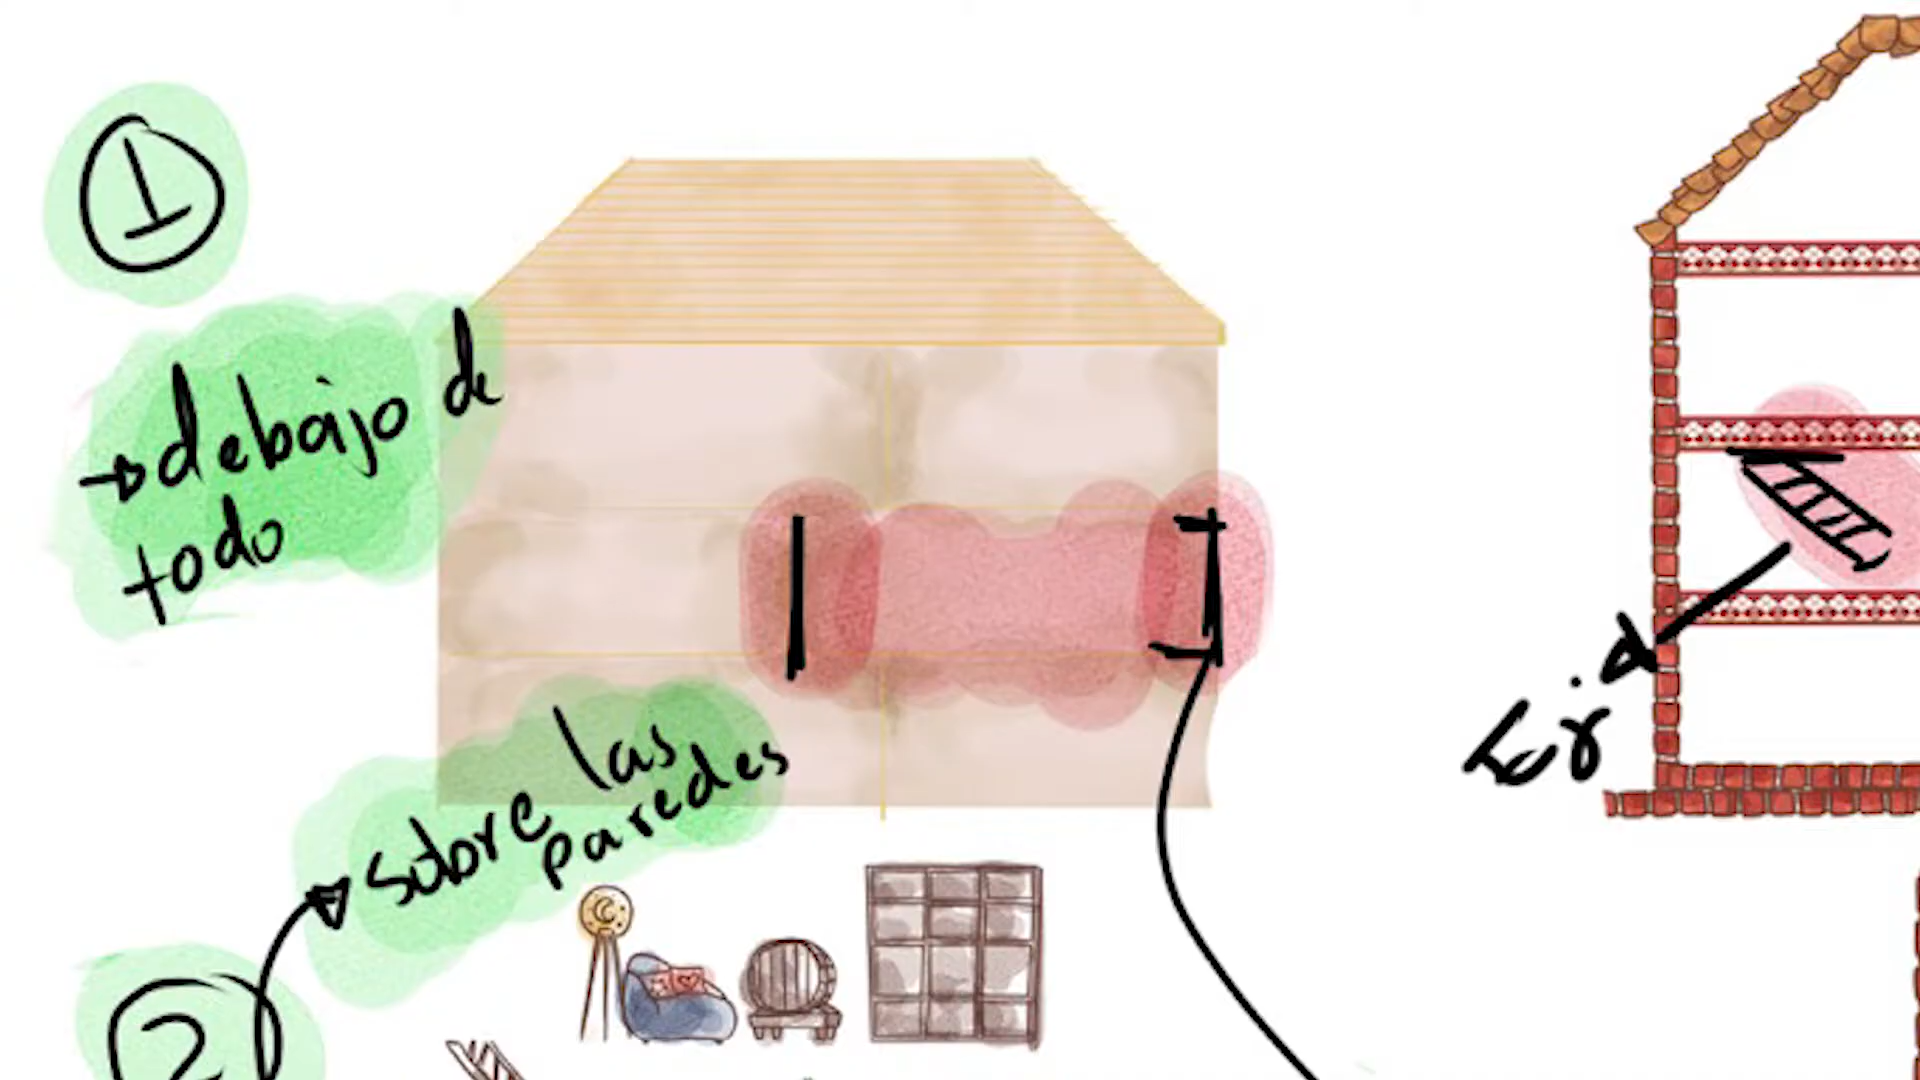 1
→debajo de
todo
sobre las
paredes
2